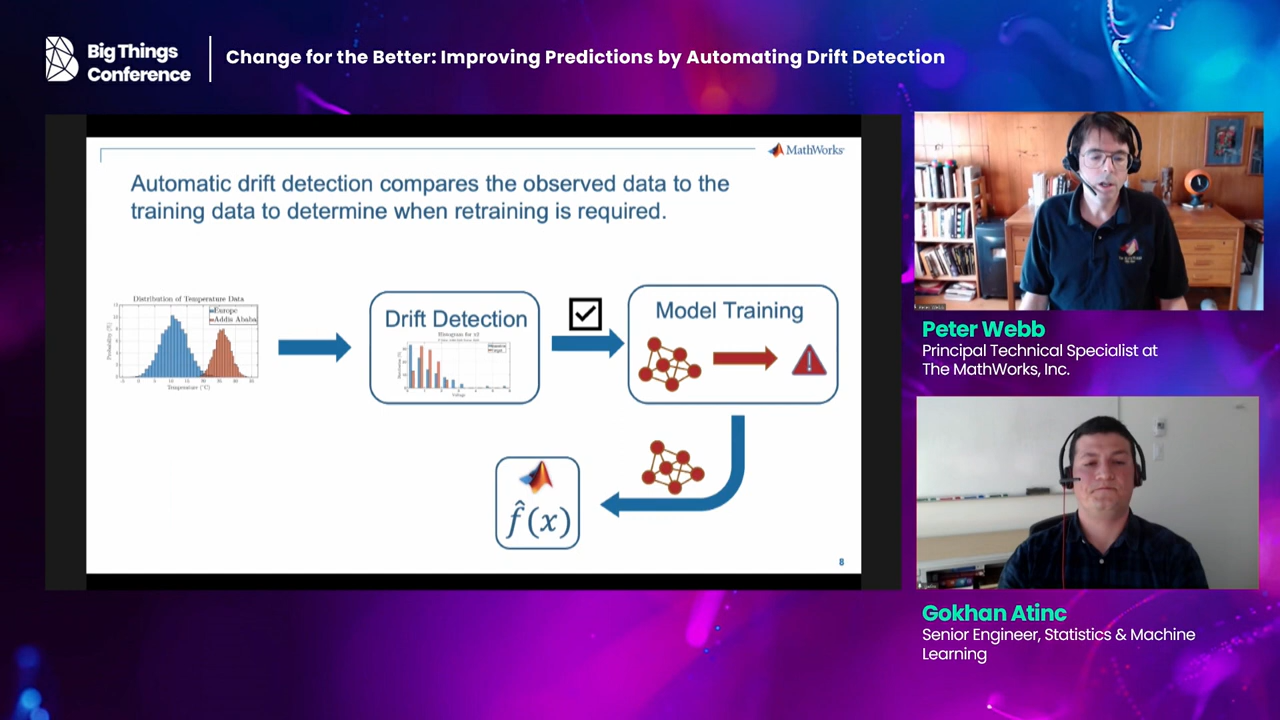 Big Things
Conference
Change for the Better: Improving Predictions by Automating Drift Detection
MathWorks
Automatic drift detection compares the observed data to the
training data to determine when retraining is required.
Distribution of Temperature Data
Europe
Addis Ababa
Probability (%)
Temperature (°C)
Drift Detection
Voltage
Model Training
f̂(x)
8
Peter Webb
Principal Technical Specialist at
The MathWorks, Inc.
Gokhan Atinc
Senior Engineer, Statistics & Machine
Learning